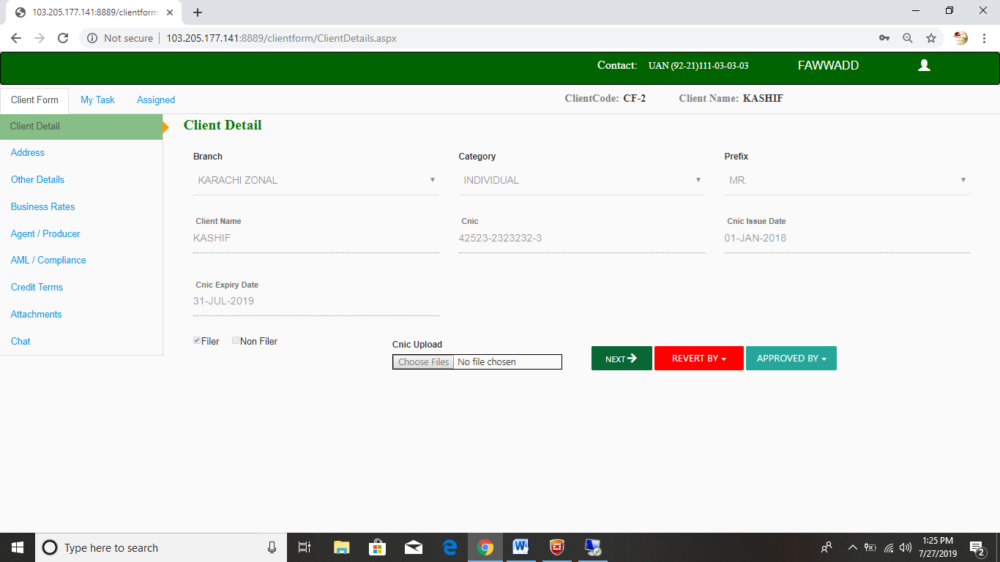 103.205.177.141:8889/clientform
Not secure 103.205.177.141:8889/clientform/ClientDetails.aspx
Contact: UAN (92-21)111-03-03-03 FAWWADD
Client Form My Task Assigned ClientCode: CF-2 Client Name: KASHIF
Client Detail
Address
Other Details
Business Rates
Agent / Producer
AML / Compliance
Credit Terms
Attachments
Chat
Client Detail
Branch Category Prefix
KARACHI ZONAL INDIVIDUAL MR.
Client Name Cnic Cnic Issue Date
KASHIF 42523-2323232-3 01-JAN-2018
Cnic Expiry Date
31-JUL-2019
Filer Non Filer
Cnic Upload
Choose Files No file chosen
NEXT REVERT BY APPROVED BY
Type here to search
1:25 PM
7/27/2019
2